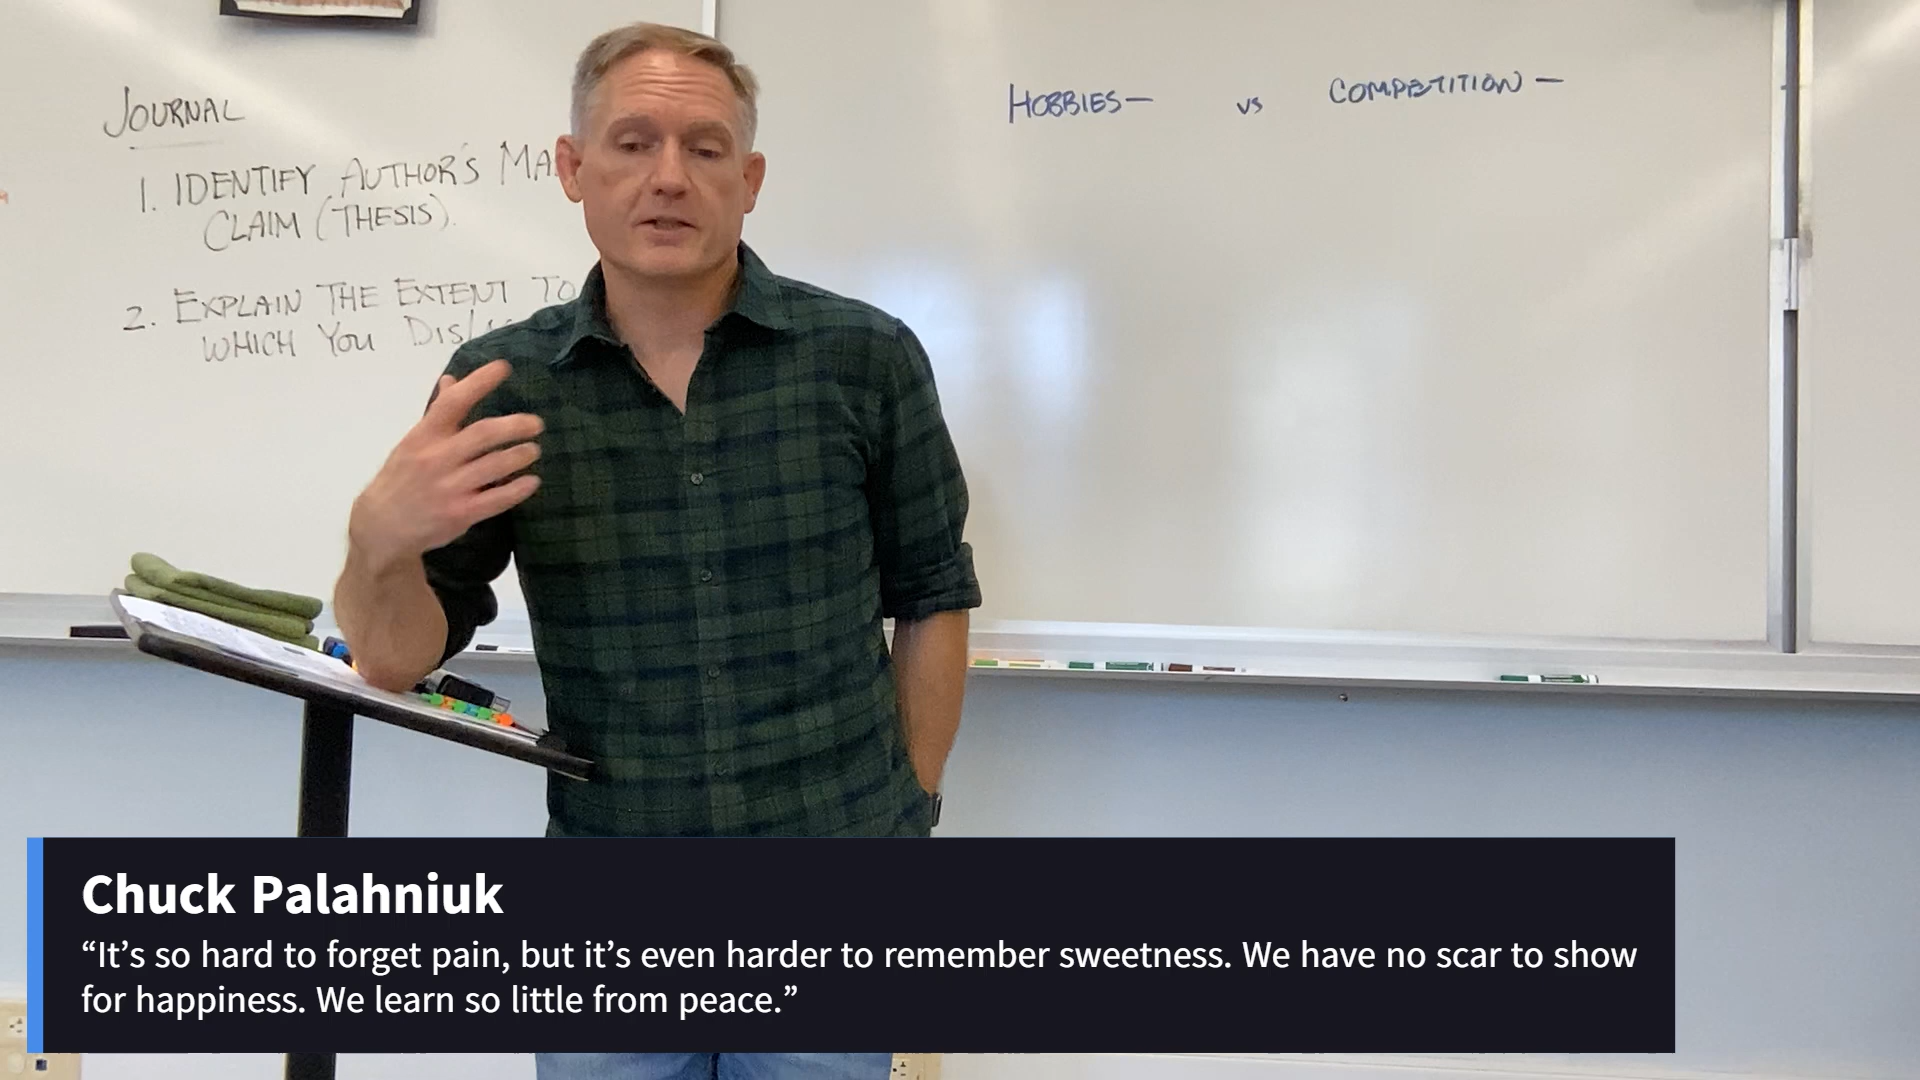 JOURNAL
1. IDENTIFY AUTHOR'S
CLAIM (THESIS).
2. EXPLAIN THE EXTENT TO
WHICH YOU
HOBBIES— vs COMPETITION —
Chuck Palahniuk
“It’s so hard to forget pain, but it’s even harder to remember sweetness. We have no scar to show
for happiness. We learn so little from peace.”